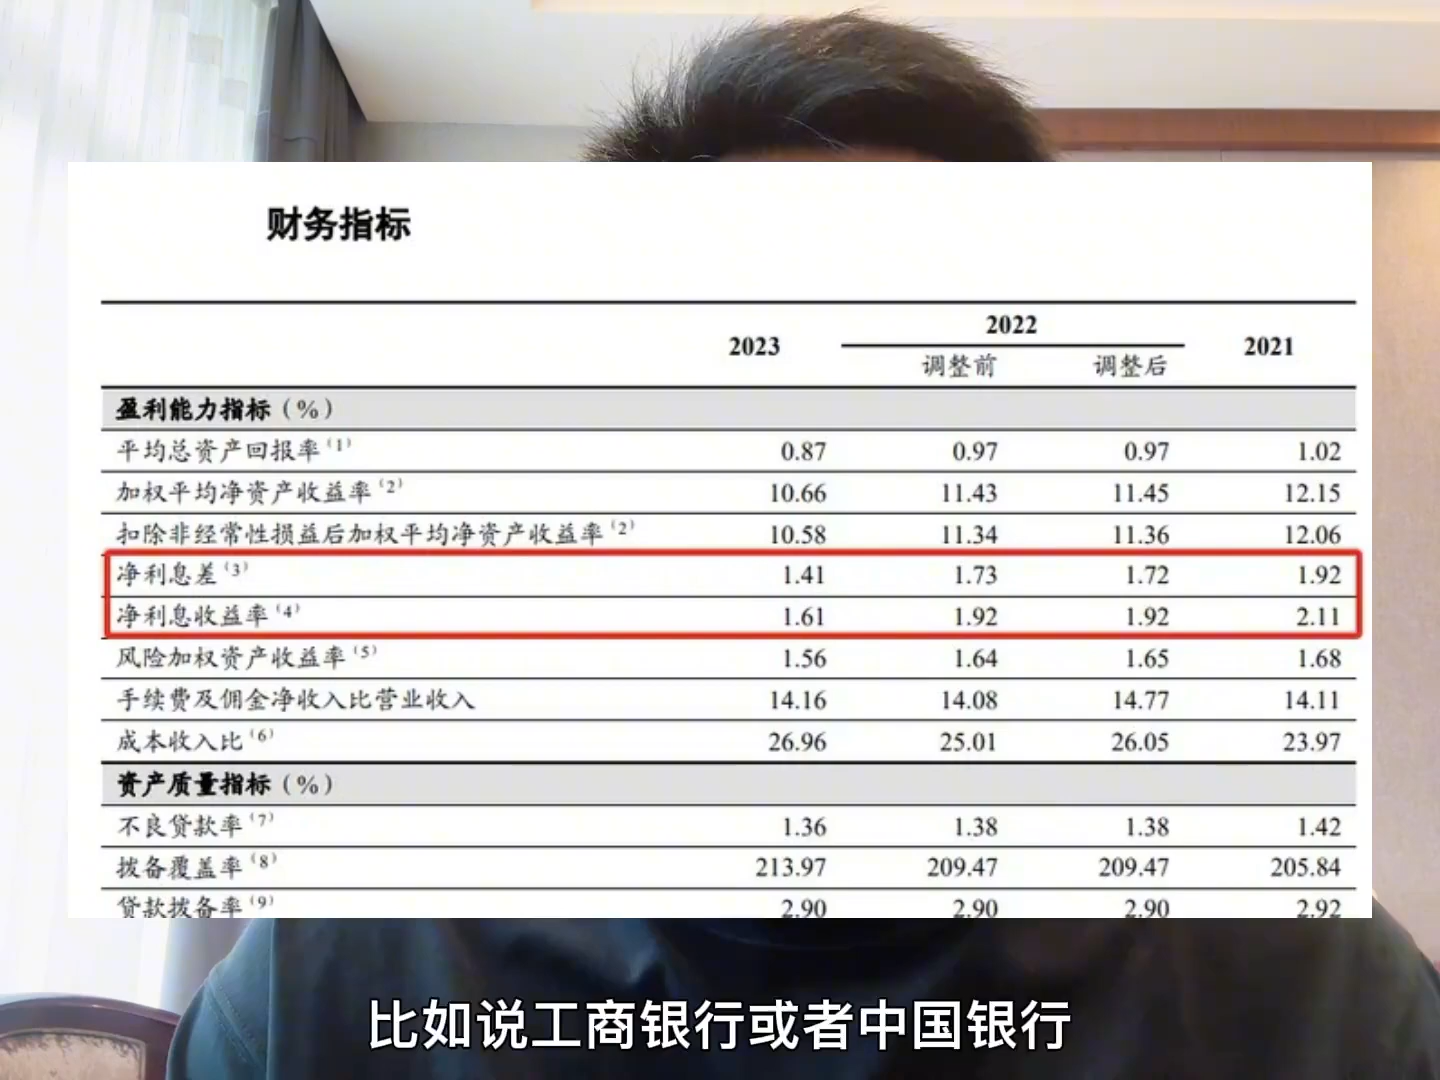 财务指标
2023 2022 2021
调整前 调整后
盈利能力指标（%）
平均总资产回报率（1） 0.87 0.97 0.97 1.02
加权平均净资产收益率（2） 10.66 11.43 11.45 12.15
扣除非经常性损益后加权平均净资产收益率（2） 10.58 11.34 11.36 12.06
净利息差（3） 1.41 1.73 1.72 1.92
净利息收益率（4） 1.61 1.92 1.92 2.11
风险加权资产收益率（5） 1.56 1.64 1.65 1.68
手续费及佣金净收入比营业收入 14.16 14.08 14.77 14.11
成本收入比（6） 26.96 25.01 26.05 23.97
资产质量指标（%）
不良贷款率（7） 1.36 1.38 1.38 1.42
拨备覆盖率（8） 213.97 209.47 209.47 205.84
贷款拨备率（9） 2.90 2.90 2.90 2.92
比如说工商银行或者中国银行